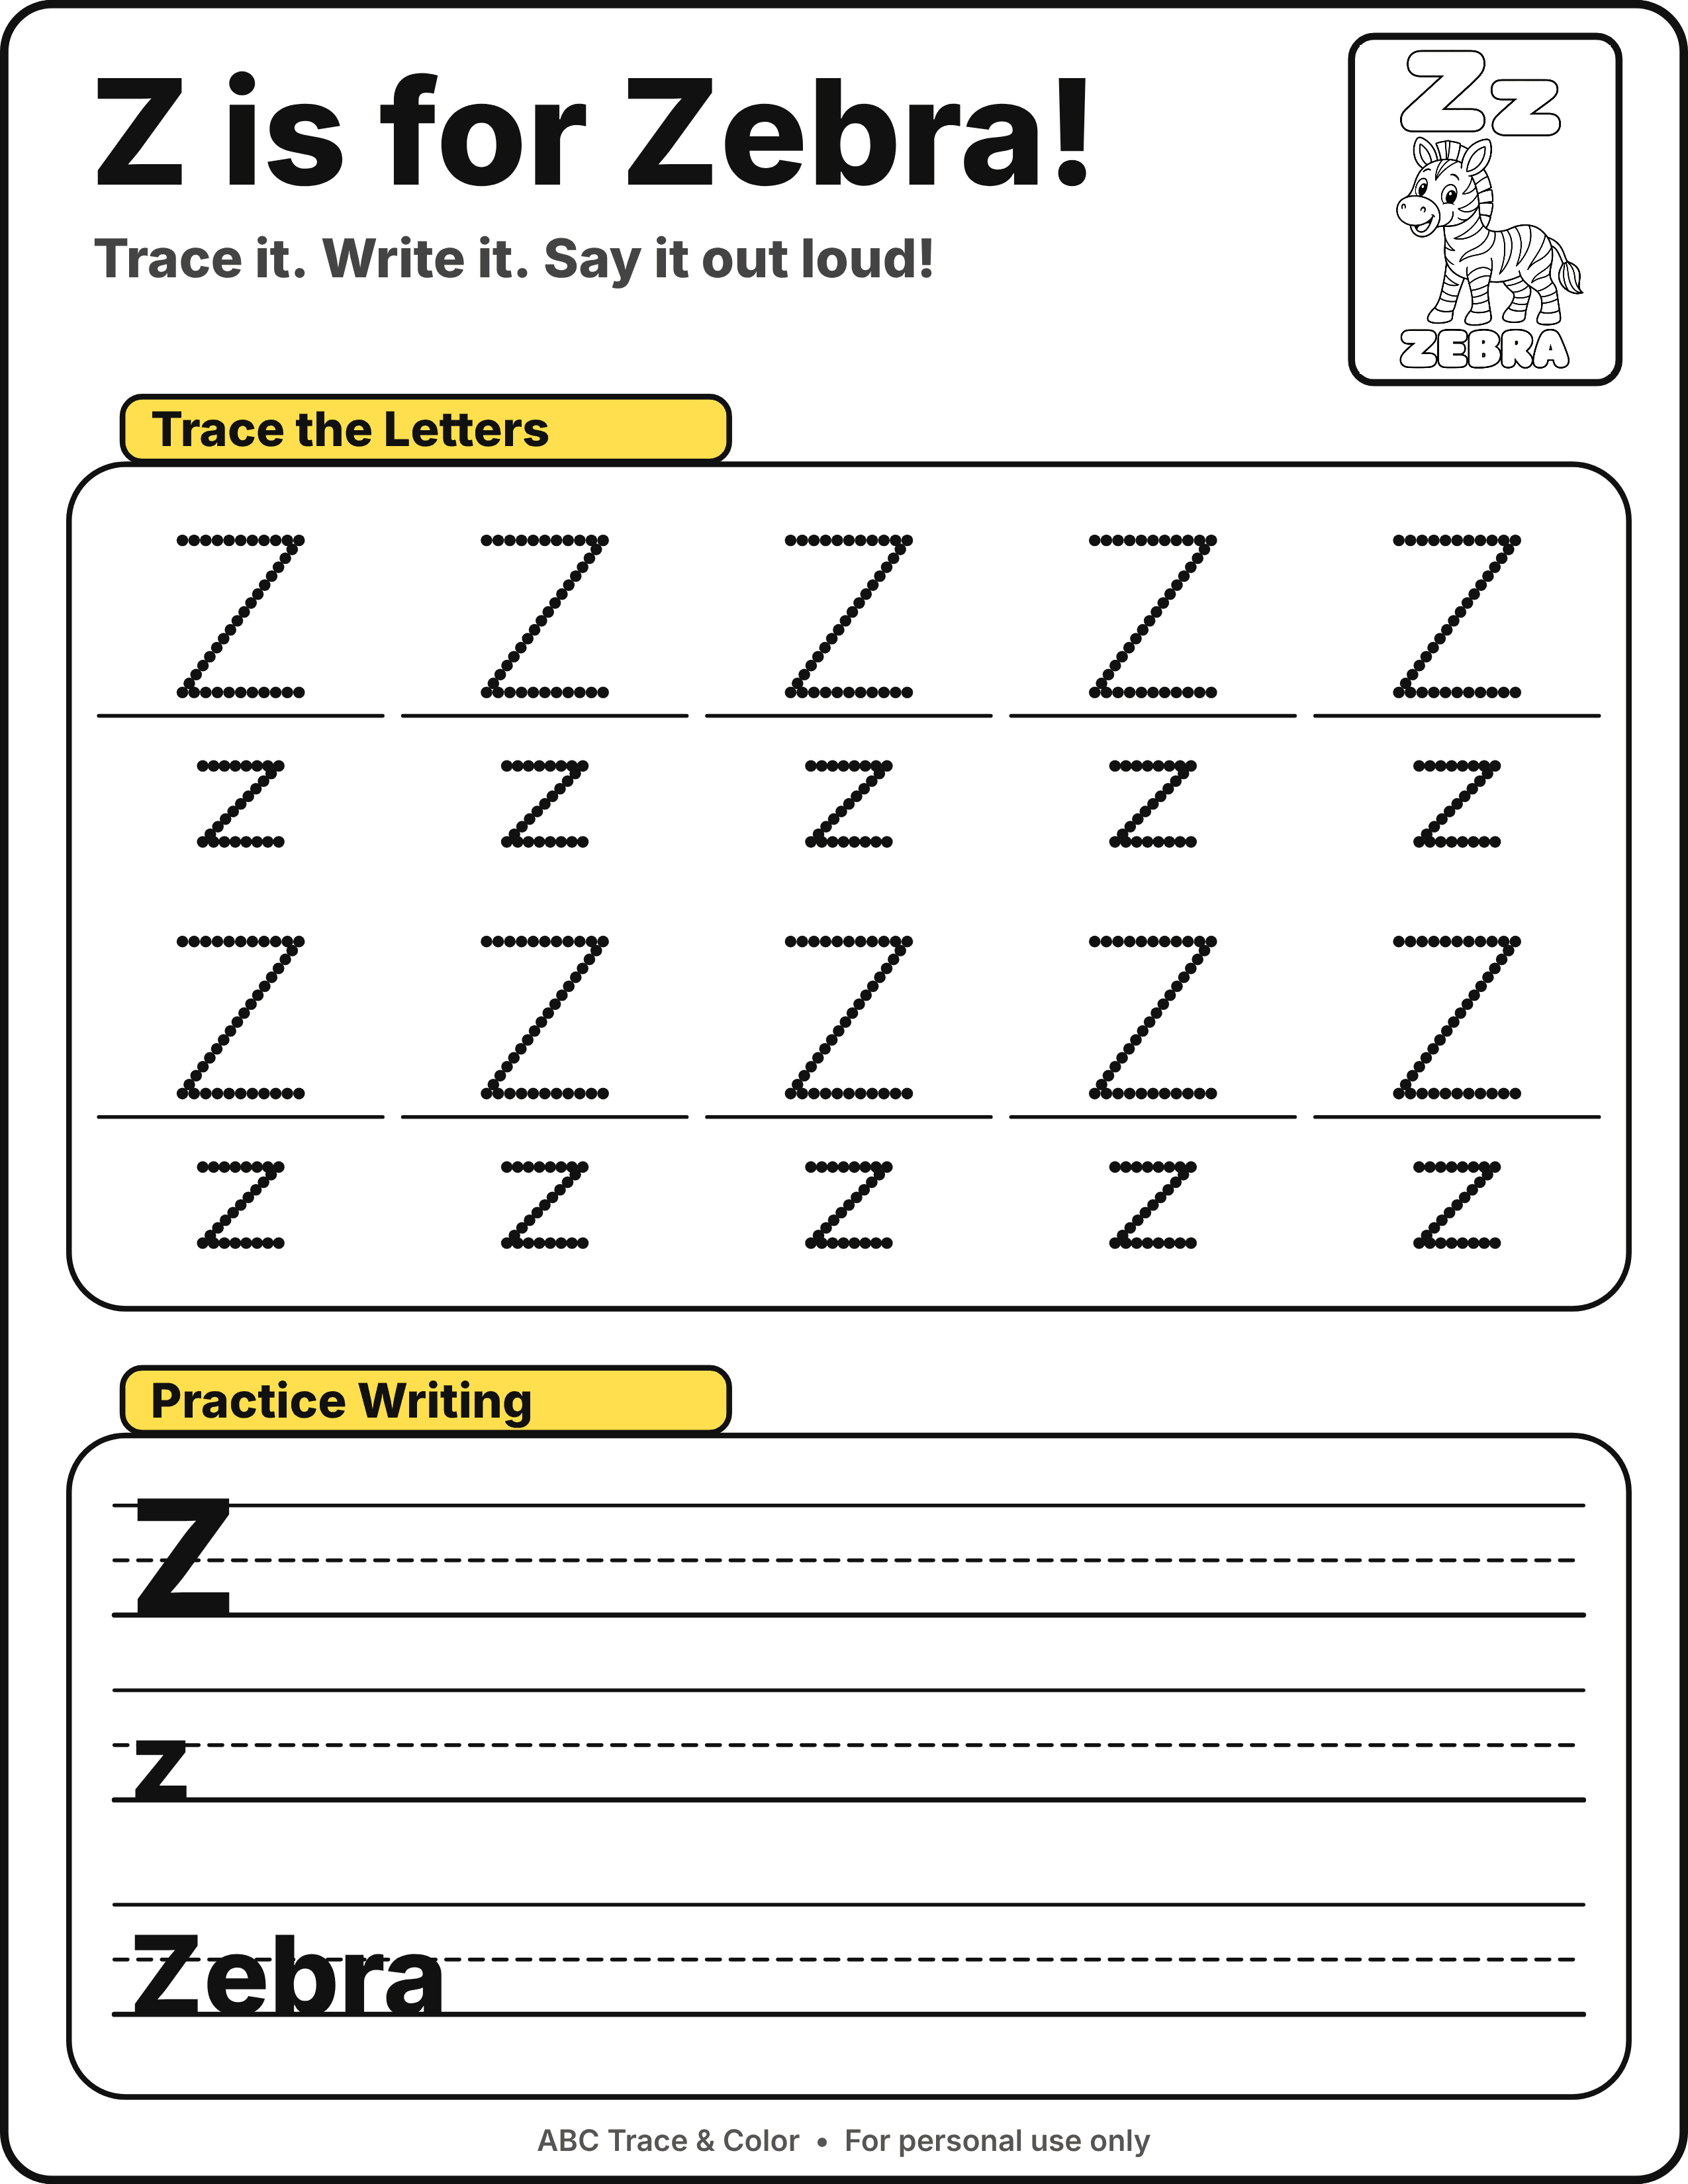 Z is for Zebra!
Trace it. Write it. Say it out loud!
Zz
ZEBRA
Trace the Letters
Z Z Z Z Z
z z z z z
Z Z Z Z Z
z z z z z
Practice Writing
Z
z
Zebra
ABC Trace & Color • For personal use only